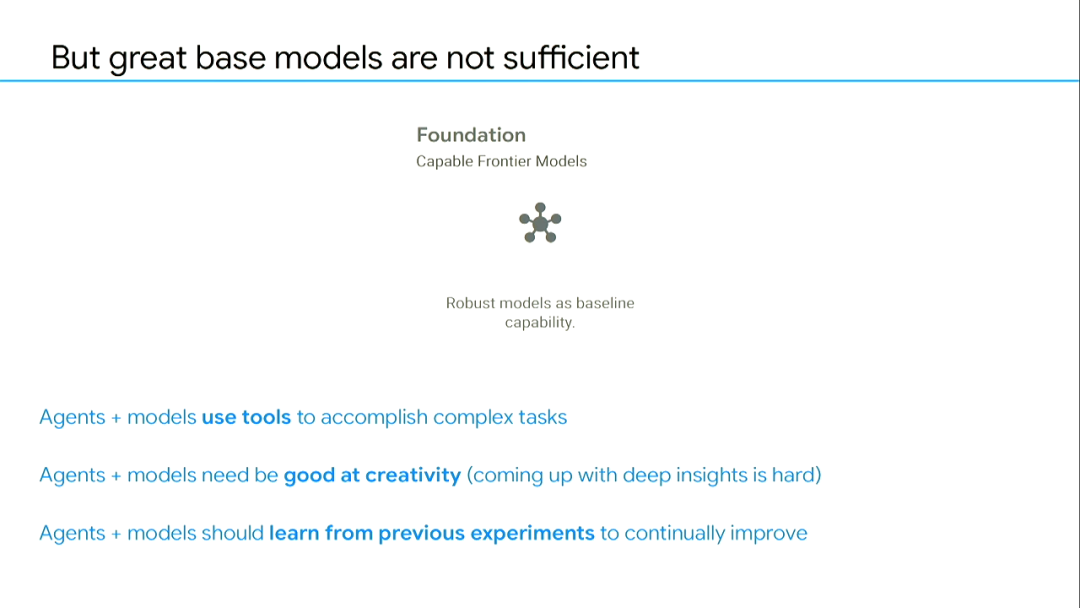 But great base models are not sufficient
Foundation
Capable Frontier Models
Robust models as baseline
capability.
Agents + models use tools to accomplish complex tasks
Agents + models need be good at creativity (coming up with deep insights is hard)
Agents + models should learn from previous experiments to continually improve